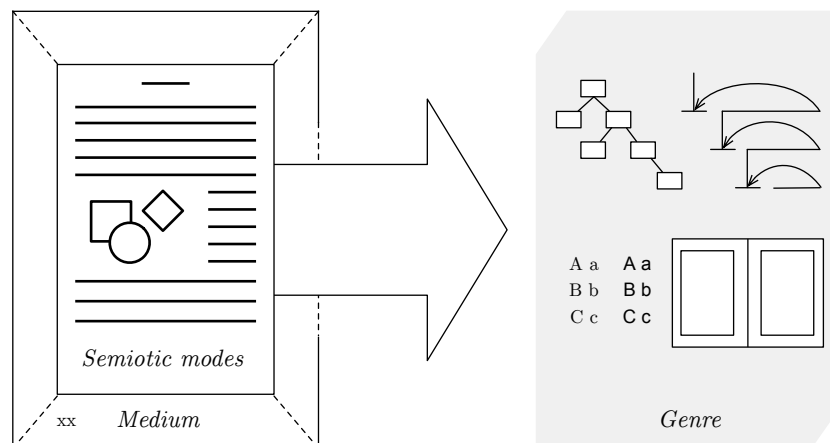 Semiotic modes
xx Medium
A a A a
B b B b
C c C c
Genre